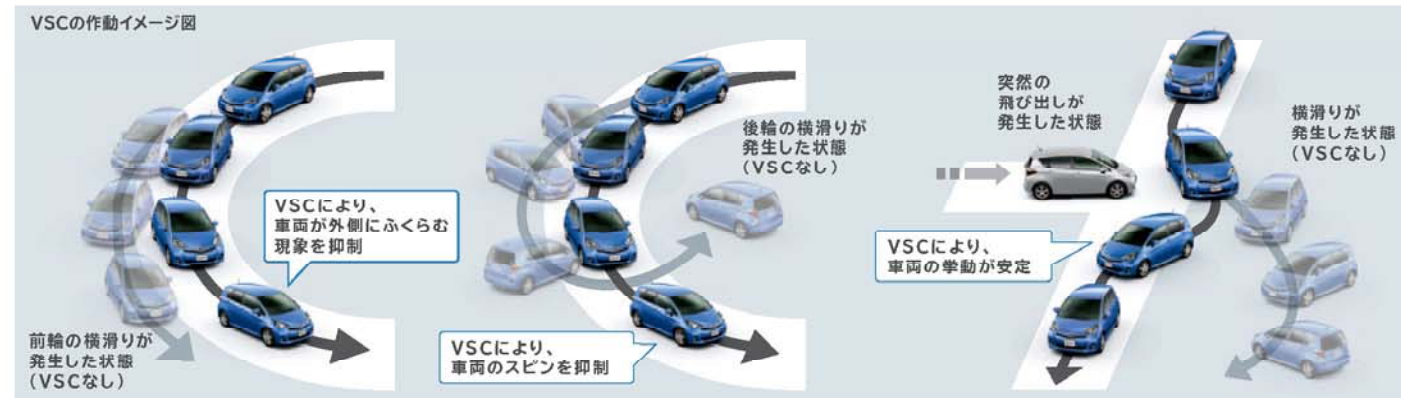 VSCの作動イメージ図
VSCにより、
車両が外側にふくらむ
現象を抑制
前輪の横滑りが
発生した状態
（VSCなし）
後輪の横滑りが
発生した状態
（VSCなし）
VSCにより、
車両のスピンを抑制
突然の
飛び出しが
発生した状態
横滑りが
発生した状態
（VSCなし）
VSCにより、
車両の挙動が安定